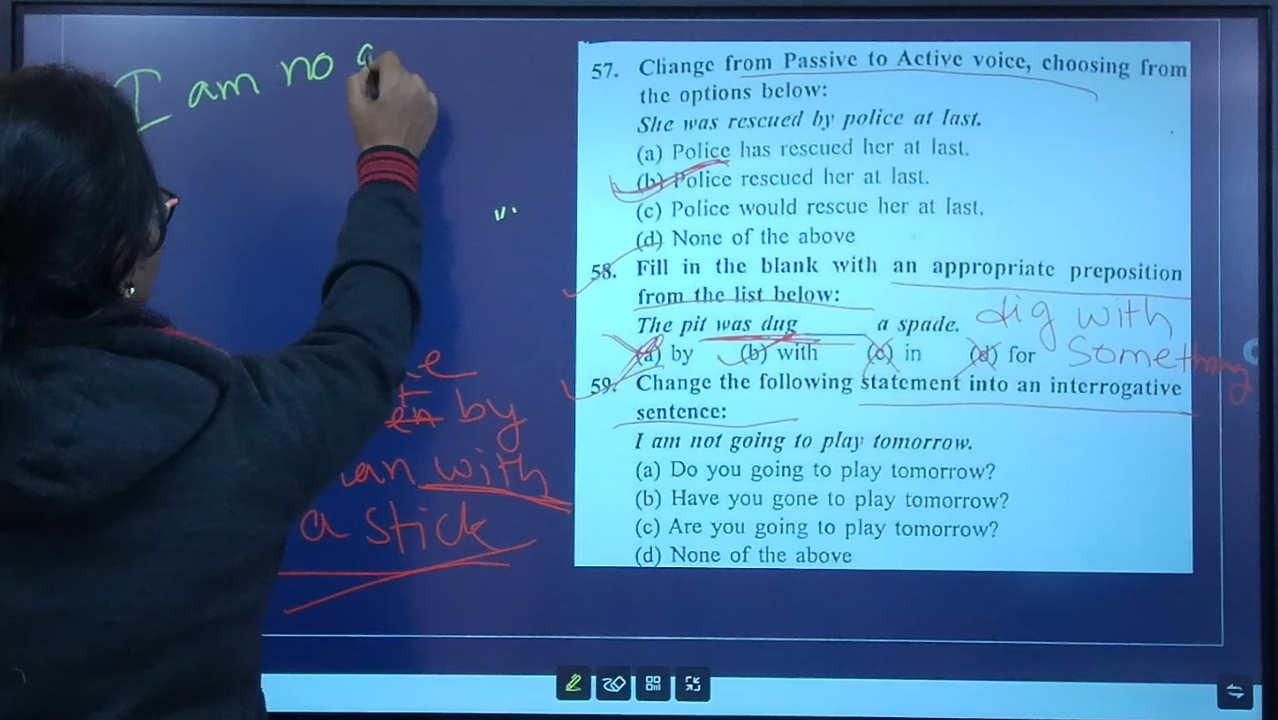 I am no g
57. Change from Passive to Active voice, choosing from
the options below:
She was rescued by police at last.
(a) Police has rescued her at last.
(b) Police rescued her at last.
(c) Police would rescue her at last.
(d) None of the above
58. Fill in the blank with an appropriate preposition
from the list below:
The pit was dug ______ a spade.
(a) by (b) with (c) in (d) for
dig with
something
59. Change the following statement into an interrogative
sentence:
I am not going to play tomorrow.
(a) Do you going to play tomorrow?
(b) Have you gone to play tomorrow?
(c) Are you going to play tomorrow?
(d) None of the above
by
with
a stick